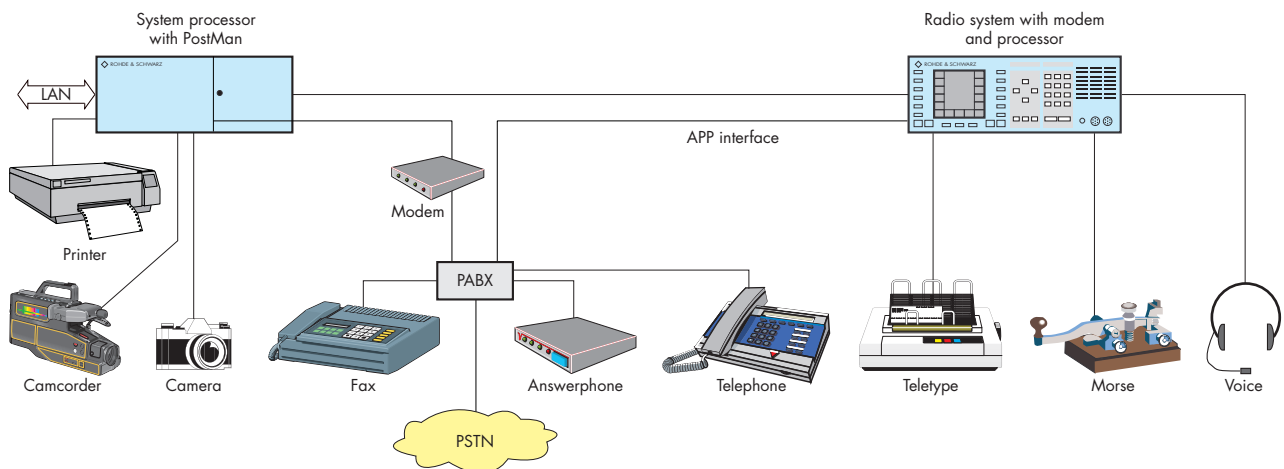 System processor
with PostMan
Radio system with modem
and processor
ROHDE & SCHWARZ
ROHDE & SCHWARZ
LAN
APP interface
Modem
Printer
PABX
Camcorder
Camera
Fax
Answerphone
Telephone
Teletype
Morse
Voice
PSTN